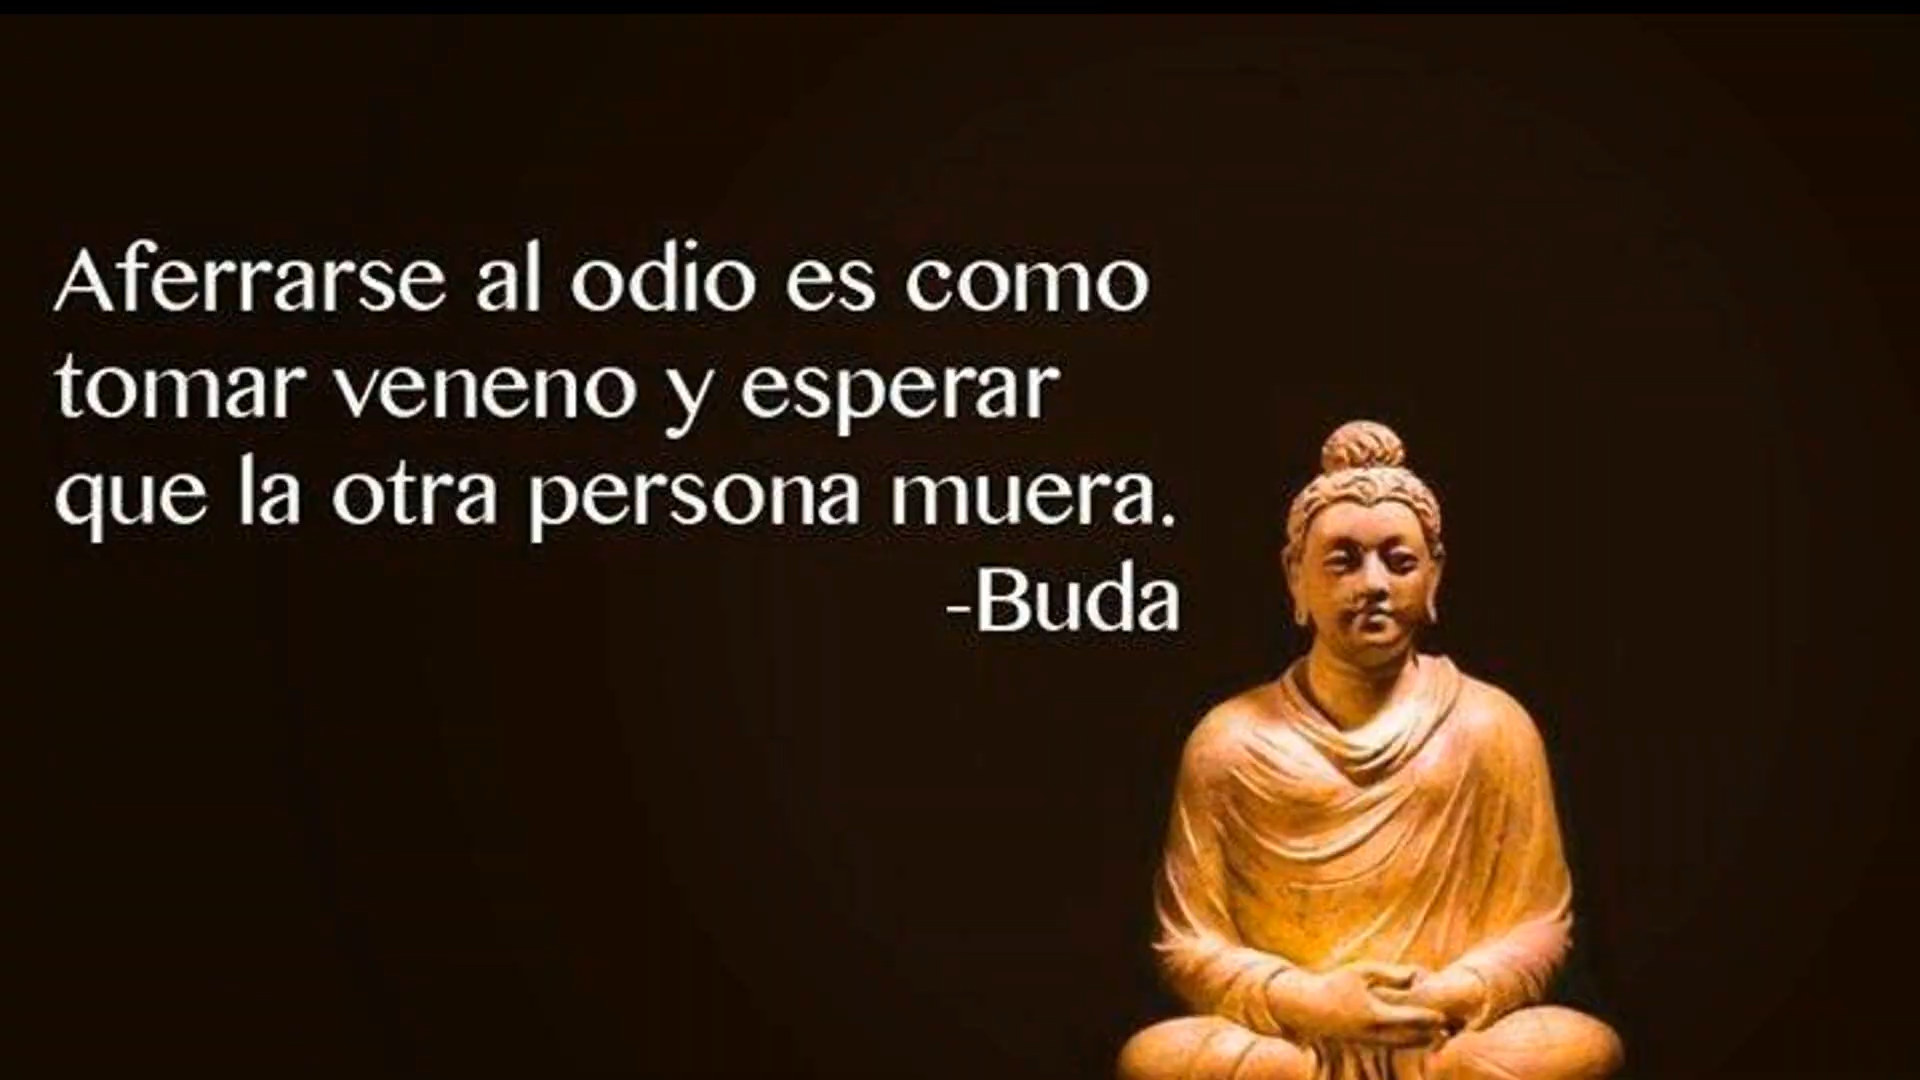 Aferrarse al odio es como
tomar veneno y esperar
que la otra persona muera.
-Buda